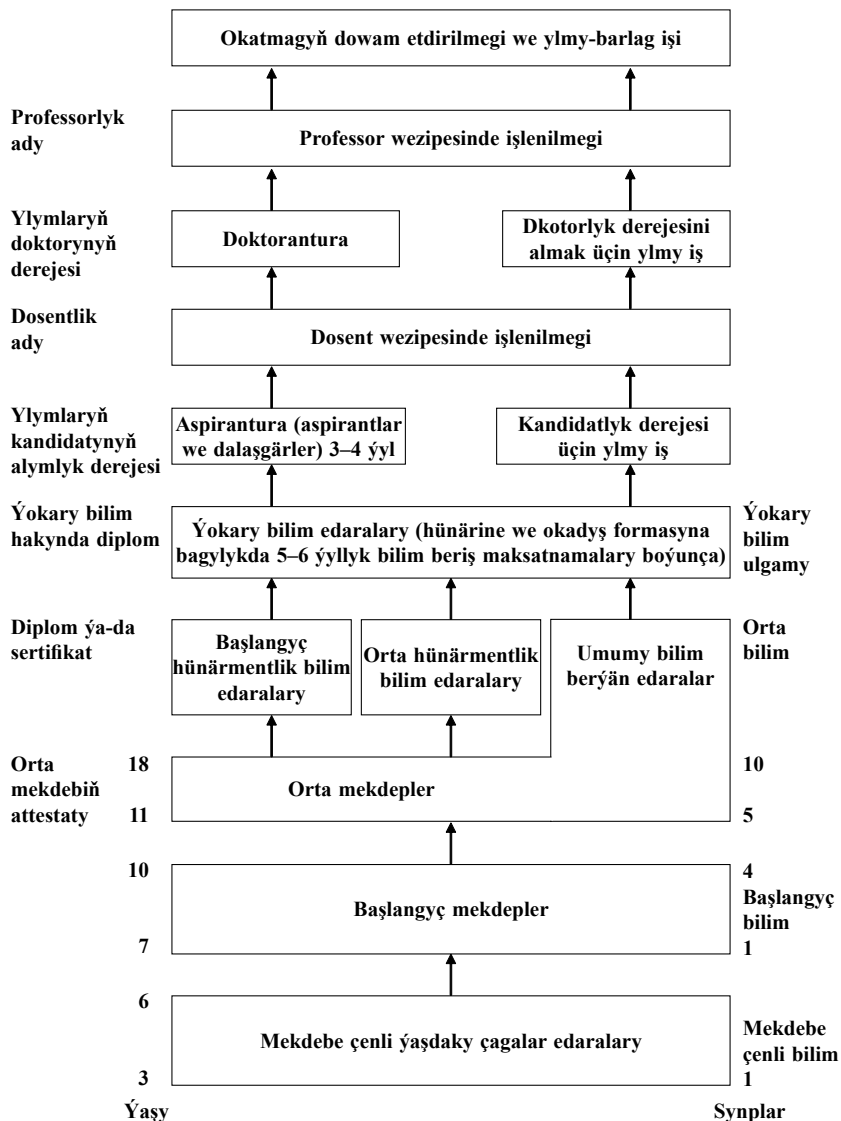 Okatmagyň dowam etdirilmegi we ylmy-barlag işi
Professorlyk
ady
Professor wezipesinde işlenilmegi
Ylymlaryň
doktorynyň
derejesi
Doktorantura
Dkotorlyk derejesini
almak üçin ylmy iş
Dosentlik
ady
Dosent wezipesinde işlenilmegi
Ylymlaryň
kandidatynyň
alymlyk derejesi
Aspirantura (aspirantlar
we dalaşgärler) 3–4 ýyl
Kandidatlyk derejesi
üçin ylmy iş
Ýokary bilim
hakynda diplom
Ýokary bilim edaralary (hünärine we okadyş formasyna
bagylykda 5–6 ýyllyk bilim beriş maksatnamalary boýunça)
Ýokary
bilim
ulgamy
Diplom ýa-da
sertifikat
Başlangyç
hünärmentlik bilim
edaralary
Orta hünärmentlik
bilim edaralary
Umumy bilim
berýän edaralar
Orta
bilim
Orta
mekdebiň
attestaty
18
11
Orta mekdepler
10
5
10
7
Başlangyç mekdepler
4
Başlangyç
bilim
1
6
3
Mekdebe çenli ýaşdaky çagalar edaralary
Mekdebe
çenli bilim
1
Ýaşy
Synplar